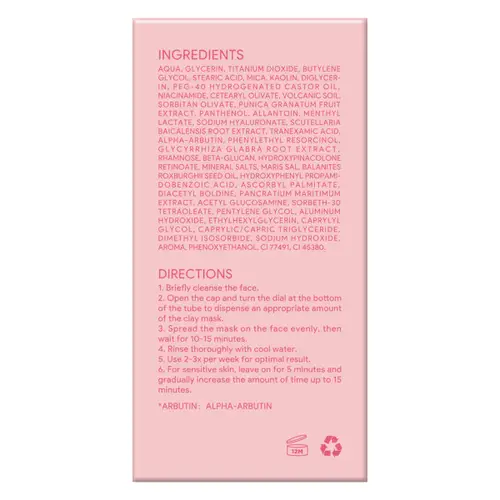 INGREDIENTS
AQUA, GLYCERIN, TITANIUM DIOXIDE, BUTYLENE
GLYCOL, STEARIC ACID, MICA, KAOLIN, DIGLYCER-
IN, PEG-40 HYDROGENATED CASTOR OIL,
NIACINAMIDE, CETEARYL OLIVATE, VOLCANIC SOIL,
SORBITAN OLIVATE, PUNICA GRANATUM FRUIT
EXTRACT, PANTHENOL, ALLANTOIN, MENTHYL
LACTATE, SODIUM HYALURONATE, SCUTELLARIA
BAICALENSIS ROOT EXTRACT, TRANEXAMIC ACID,
ALPHA-ARBUTIN, PHENYLETHYL RESORCINOL,
GLYCYRRHIZA GLABRA ROOT EXTRACT,
RHAMNOSE, BETA-GLUCAN, HYDROXYPINACOLONE
RETINOATE, MINERAL SALTS, MARIS SAL, BALANITES
ROXBURGHII SEED OIL, HYDROXYPHENYL PROPAMI-
DOBENZOIC ACID, ASCORBYL PALMITATE,
DIACETYL BOLDINE, PANCRATIUM MARITIMUM
EXTRACT, ACETYL GLUCOSAMINE, SORBETH-30
TETRAOLEATE, PENTYLENE GLYCOL, ALUMINUM
HYDROXIDE, ETHYLHEXYLGLYCERIN, CAPRYLYL
GLYCOL, CAPRYLIC/CAPRIC TRIGLYCERIDE,
DIMETHYL ISOSORBIDE, SODIUM HYDROXIDE,
AROMA, PHENOXYETHANOL, CI 77491, CI 45380.
DIRECTIONS
1. Briefly cleanse the face.
2. Open the cap and turn the dial at the bottom
of the tube to dispense an appropriate amount
of the clay mask.
3. Spread the mask on the face evenly, then
wait for 10-15 minutes.
4. Rinse thoroughly with cool water.
5. Use 2-3x per week for optimal result.
6. For sensitive skin, leave on for 5 minutes and
gradually increase the amount of time up to 15
minutes.
*ARBUTIN: ALPHA-ARBUTIN
12M